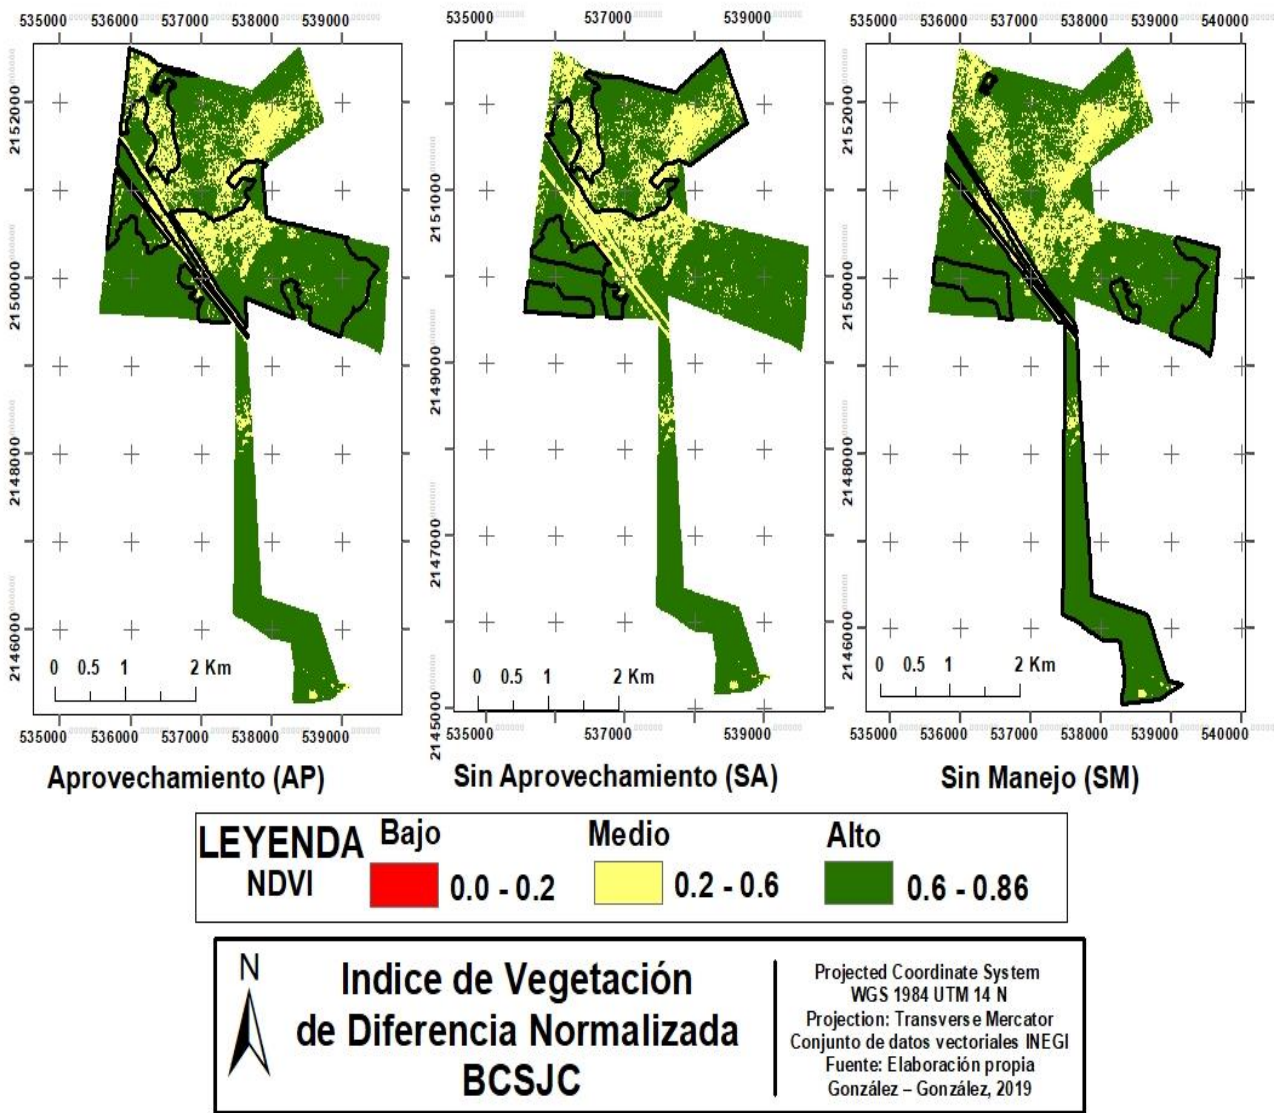 535000 537000 539000 535000 537000 539000 535000 537000 539000
536000 538000 536000 538000 540000
2152000
2150000
2148000
2146000
2151000
2149000
2147000
2145000
2152000
2150000
2148000
2146000
0 0.5 1 2 Km
0 0.5 1 2 Km
0 0.5 1 2 Km
535000 537000 539000 535000 537000 539000 535000 537000 539000
536000 538000 536000 538000 540000
Aprovechamiento (AP) Sin Aprovechamiento (SA) Sin Manejo (SM)
LEYENDA Bajo Medio Alto
NDVI 0.0 - 0.2 0.2 - 0.6 0.6 - 0.86
N
Indice de Vegetación
de Diferencia Normalizada
BCSJC
Projected Coordinate System
WGS 1984 UTM 14 N
Projection: Transverse Mercator
Conjunto de datos vectoriales INEGI
Fuente: Elaboración propia
González – González, 2019